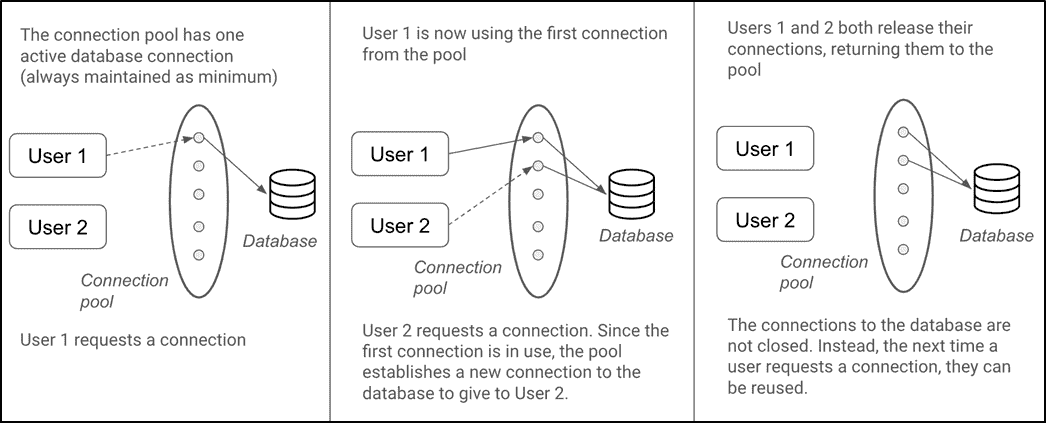 The connection pool has one
active database connection
(always maintained as minimum)
User 1
User 2
Database
Connection
pool
User 1 requests a connection
User 1 is now using the first connection
from the pool
User 1
User 2
Database
Connection
pool
User 2 requests a connection. Since the
first connection is in use, the pool
establishes a new connection to the
database to give to User 2.
Users 1 and 2 both release their
connections, returning them to the
pool
User 1
User 2
Database
Connection
pool
The connections to the database are
not closed. Instead, the next time a
user requests a connection, they can
be reused.